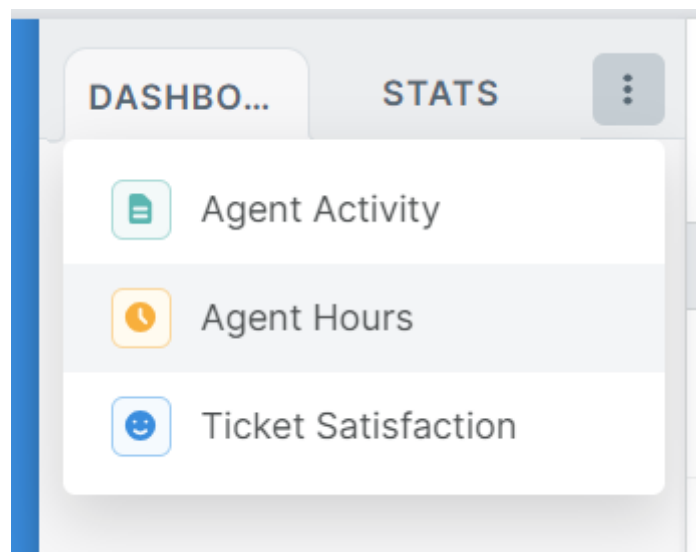 DASHBO...
STATS
Agent Activity
Agent Hours
Ticket Satisfaction